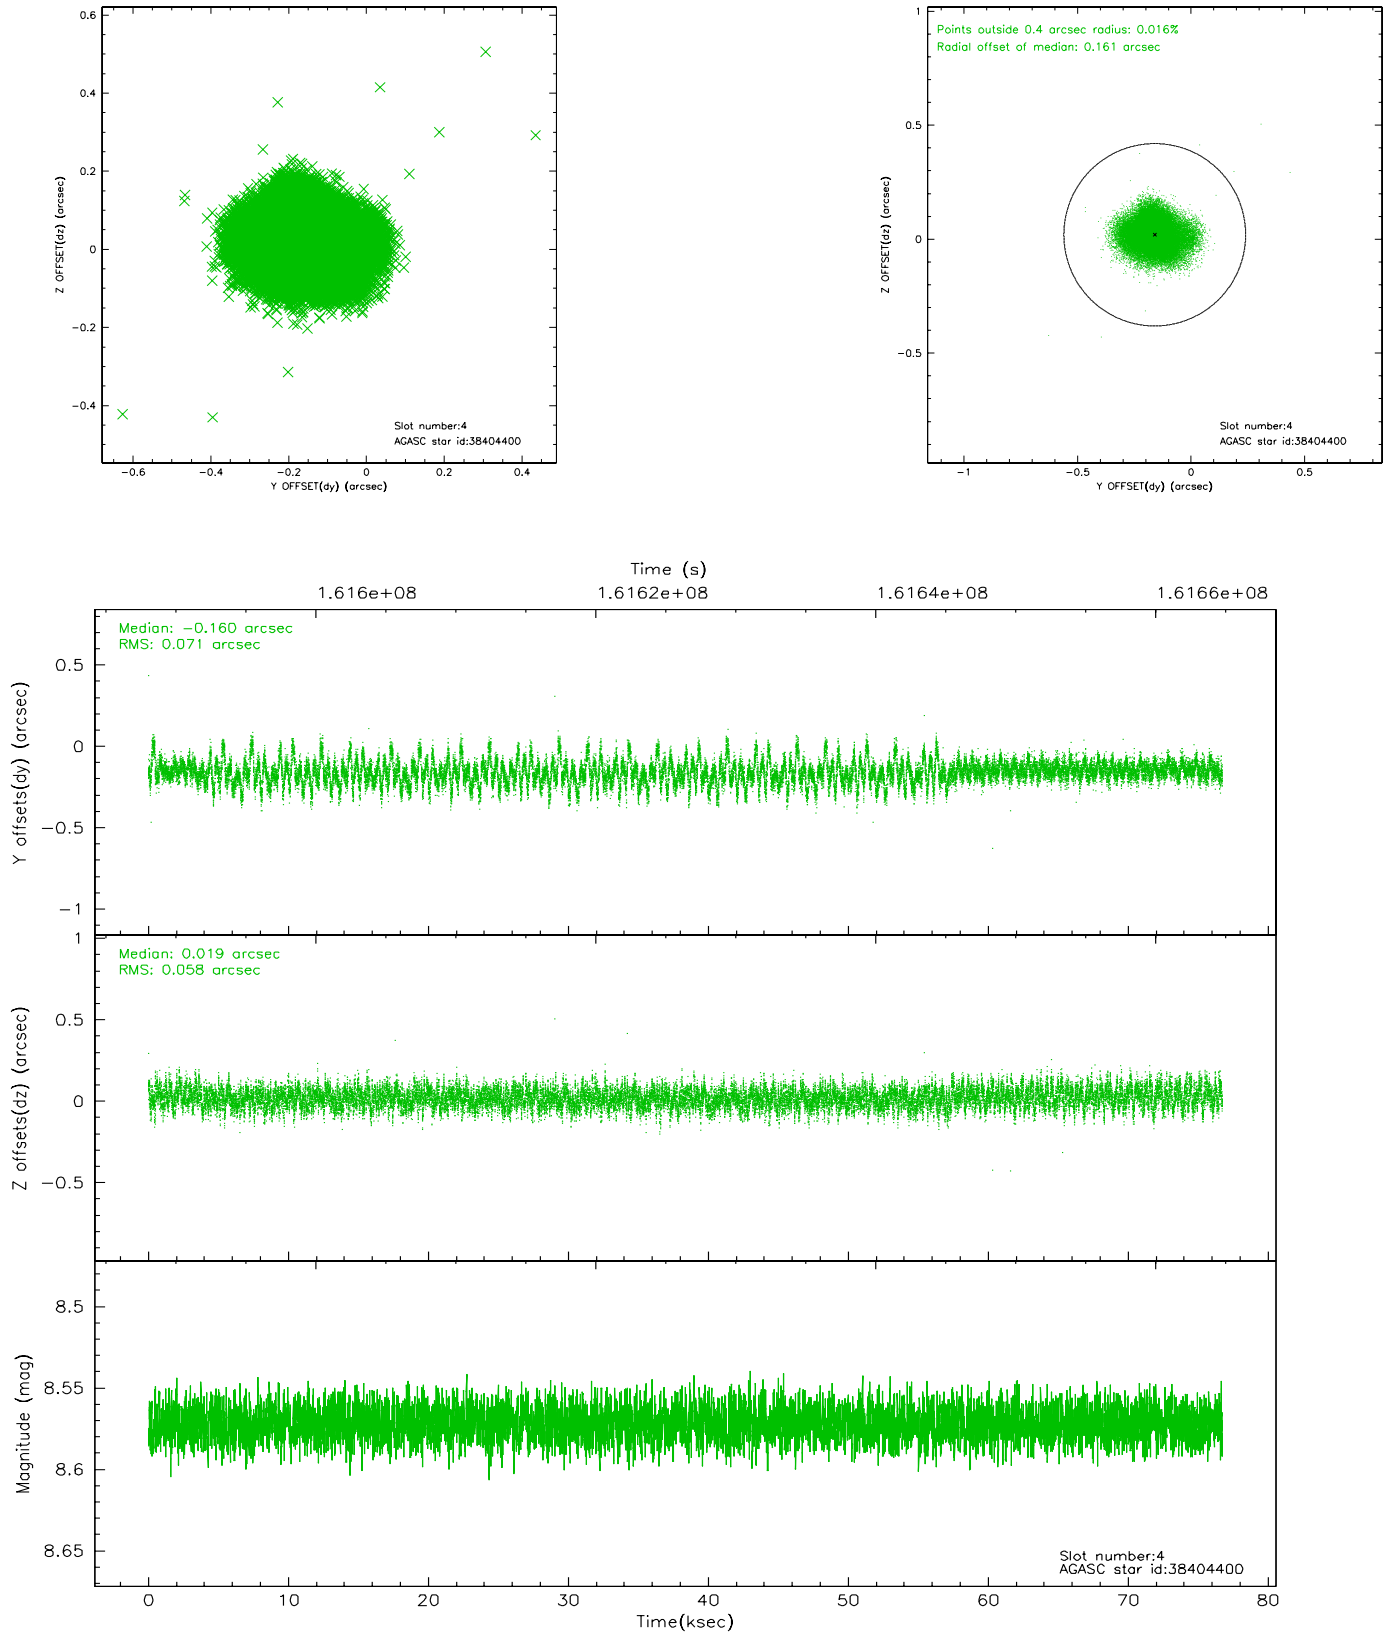 0.6
0.4
0.2
0
−0.2
−0.4
Z OFFSET(dz) (arcsec)
Slot number:4
AGASC star id:38404400
−0.6 −0.4 −0.2 0 0.2 0.4
Y OFFSET(dy) (arcsec)
1
0.5
0
−0.5
Z OFFSET(dz) (arcsec)
Points outside 0.4 arcsec radius: 0.016%
Radial offset of median: 0.161 arcsec
Slot number:4
AGASC star id:38404400
−1 −0.5 0 0.5
Y OFFSET(dy) (arcsec)
Time (s)
1.616e+08 1.6162e+08 1.6164e+08 1.6166e+08
Median: −0.160 arcsec
RMS: 0.071 arcsec
0.5
0
−0.5
−1
Y offsets(dy) (arcsec)
Median: 0.019 arcsec
RMS: 0.058 arcsec
1
0.5
0
−0.5
Z offsets(dz) (arcsec)
8.5
8.55
8.6
8.65
Magnitude (mag)
Slot number:4
AGASC star id:38404400
0 10 20 30 40 50 60 70 80
Time(ksec)